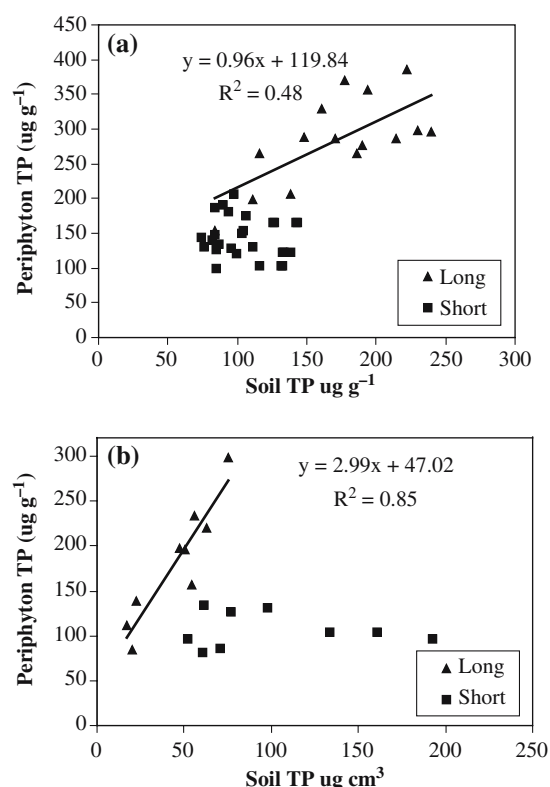 (a)
y = 0.96x + 119.84
R² = 0.48
Periphyton TP (ug g⁻¹)
450
400
350
300
250
200
150
100
50
0
▲ Long
■ Short
0 50 100 150 200 250 300
Soil TP ug g⁻¹
(b)
y = 2.99x + 47.02
R² = 0.85
Periphyton TP (ug g⁻¹)
300
250
200
150
100
50
0
▲ Long
■ Short
0 50 100 150 200 250
Soil TP ug cm³